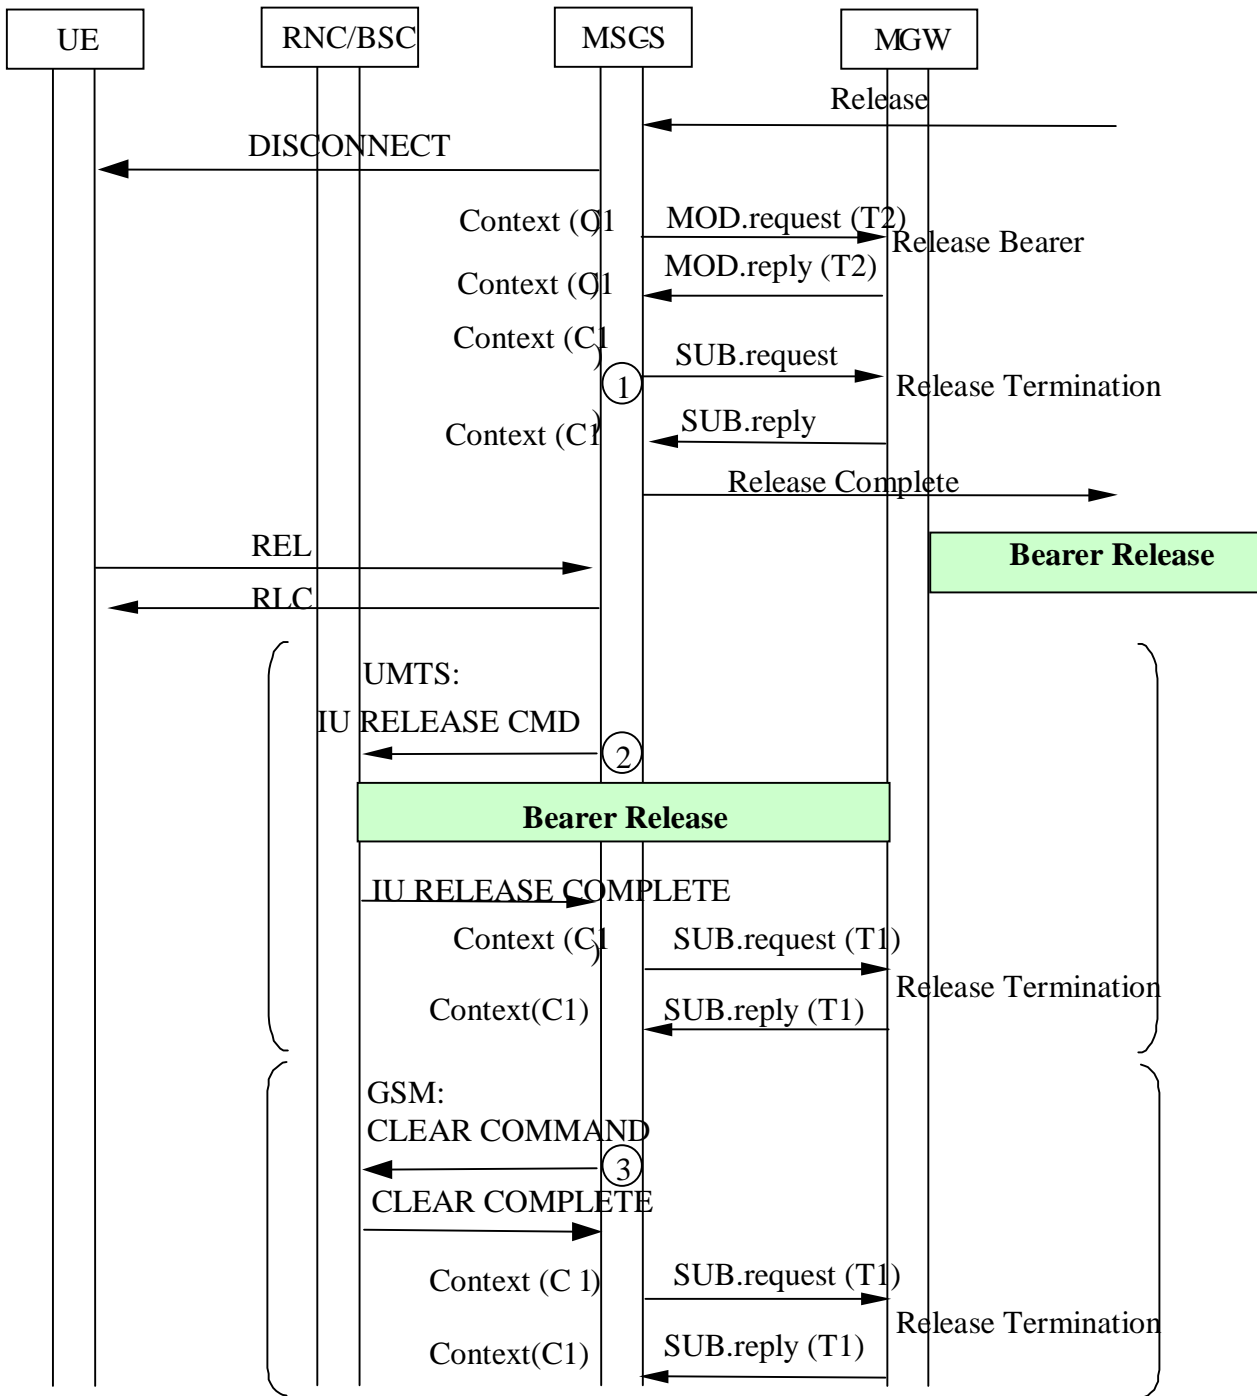 UE
RNC/BSC
MSC-S
MGW
Release
DISCONNECT
Context (C1)
MOD.request (T2)
Release Bearer
MOD.reply (T2)
Context (C1)
Context (C1)
SUB.request
1
Release Termination
Context (C1)
SUB.reply
Release Complete
REL
Bearer Release
RLC
UMTS:
IU RELEASE CMD
2
Bearer Release
IU RELEASE COMPLETE
Context (C1)
SUB.request (T1)
Release Termination
Context(C1)
SUB.reply (T1)
GSM:
CLEAR COMMAND
3
CLEAR COMPLETE
Context (C 1)
SUB.request (T1)
Release Termination
Context(C1)
SUB.reply (T1)